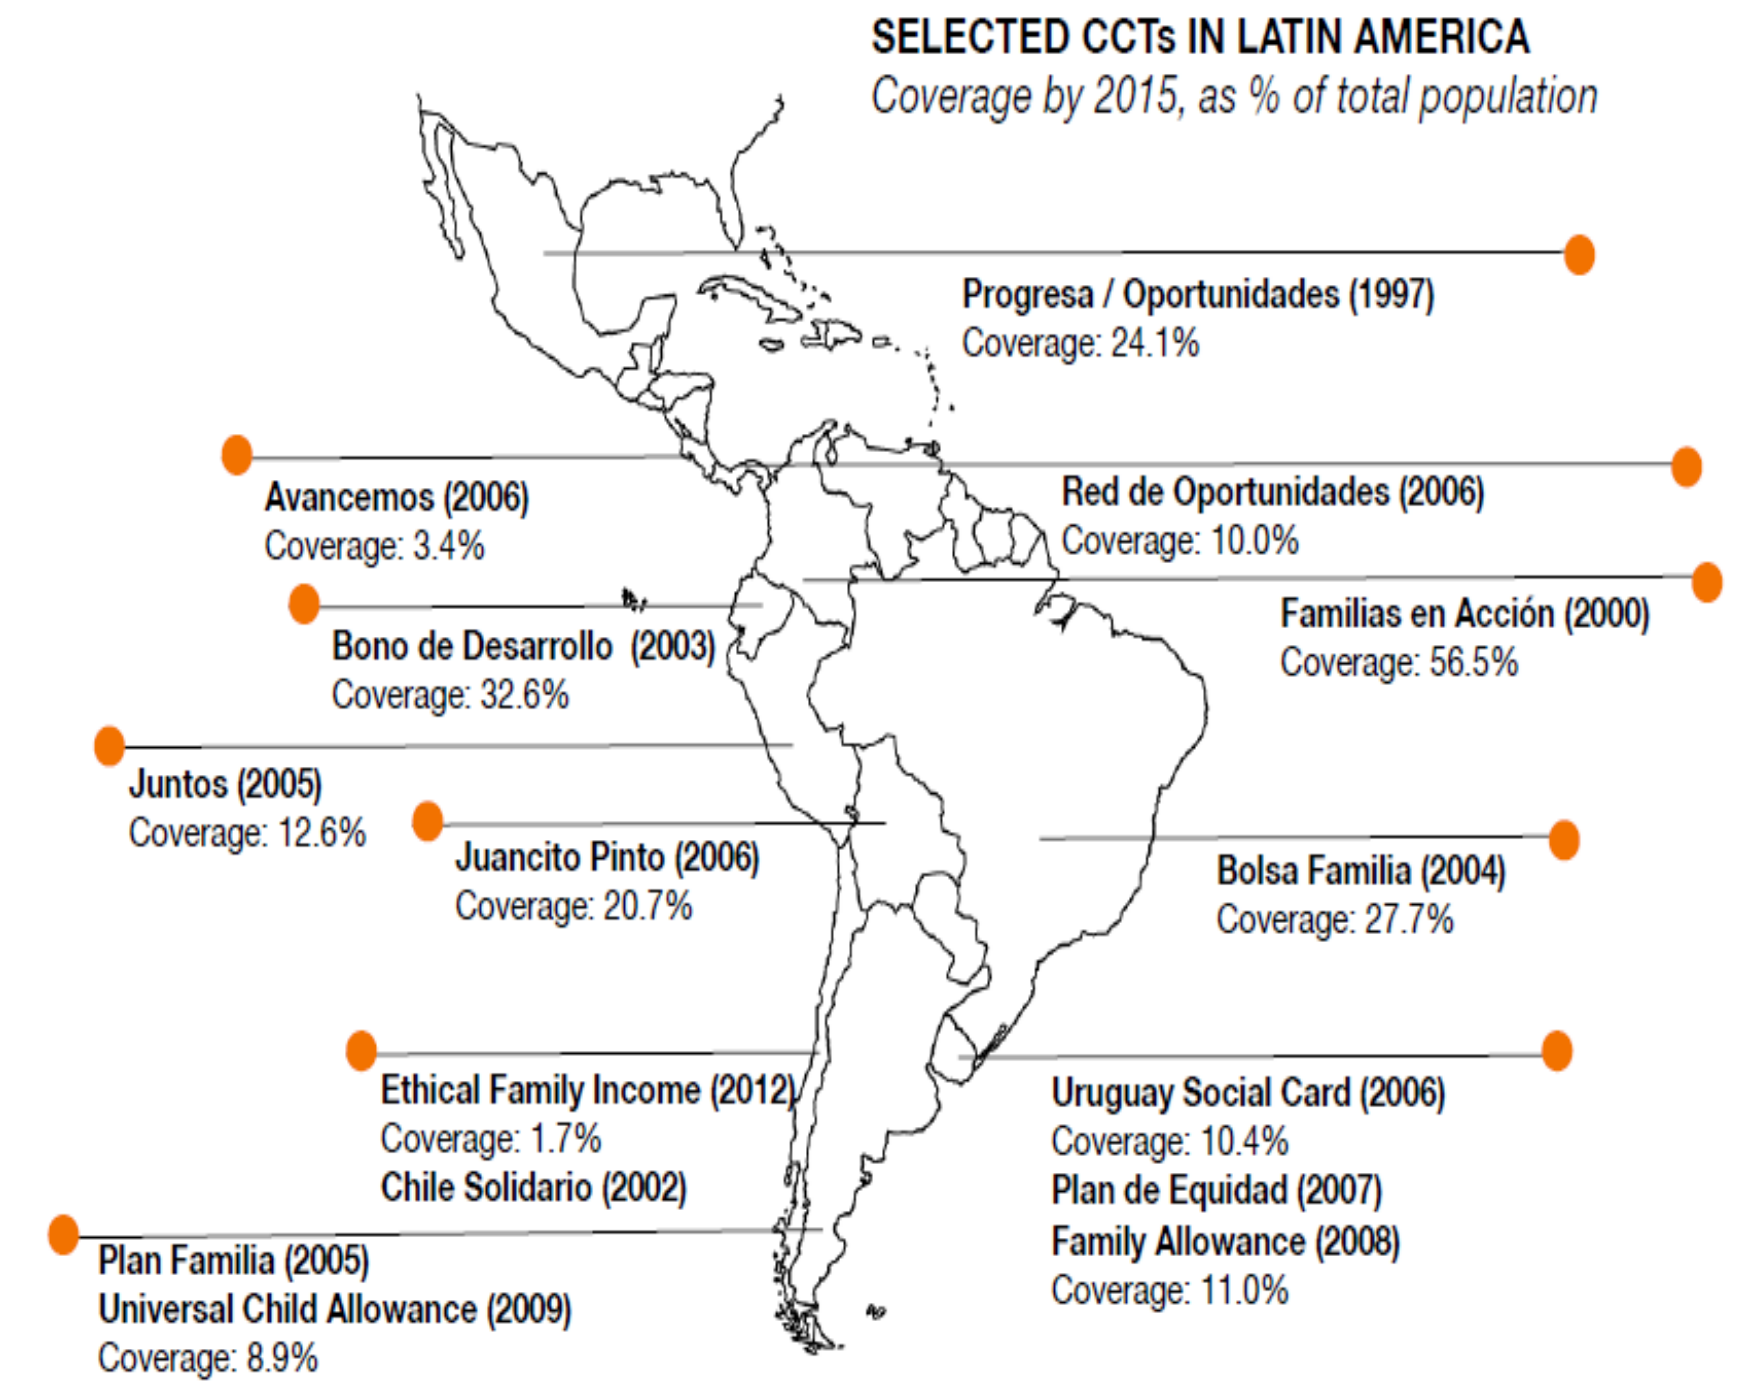 SELECTED CCTs IN LATIN AMERICA
Coverage by 2015, as % of total population
Progresa / Oportunidades (1997)
Coverage: 24.1%
Avancemos (2006)
Coverage: 3.4%
Red de Oportunidades (2006)
Coverage: 10.0%
Bono de Desarrollo (2003)
Coverage: 32.6%
Familias en Acción (2000)
Coverage: 56.5%
Juntos (2005)
Coverage: 12.6%
Juancito Pinto (2006)
Coverage: 20.7%
Bolsa Familia (2004)
Coverage: 27.7%
Ethical Family Income (2012)
Coverage: 1.7%
Chile Solidario (2002)
Uruguay Social Card (2006)
Coverage: 10.4%
Plan de Equidad (2007)
Family Allowance (2008)
Coverage: 11.0%
Plan Familia (2005)
Universal Child Allowance (2009)
Coverage: 8.9%